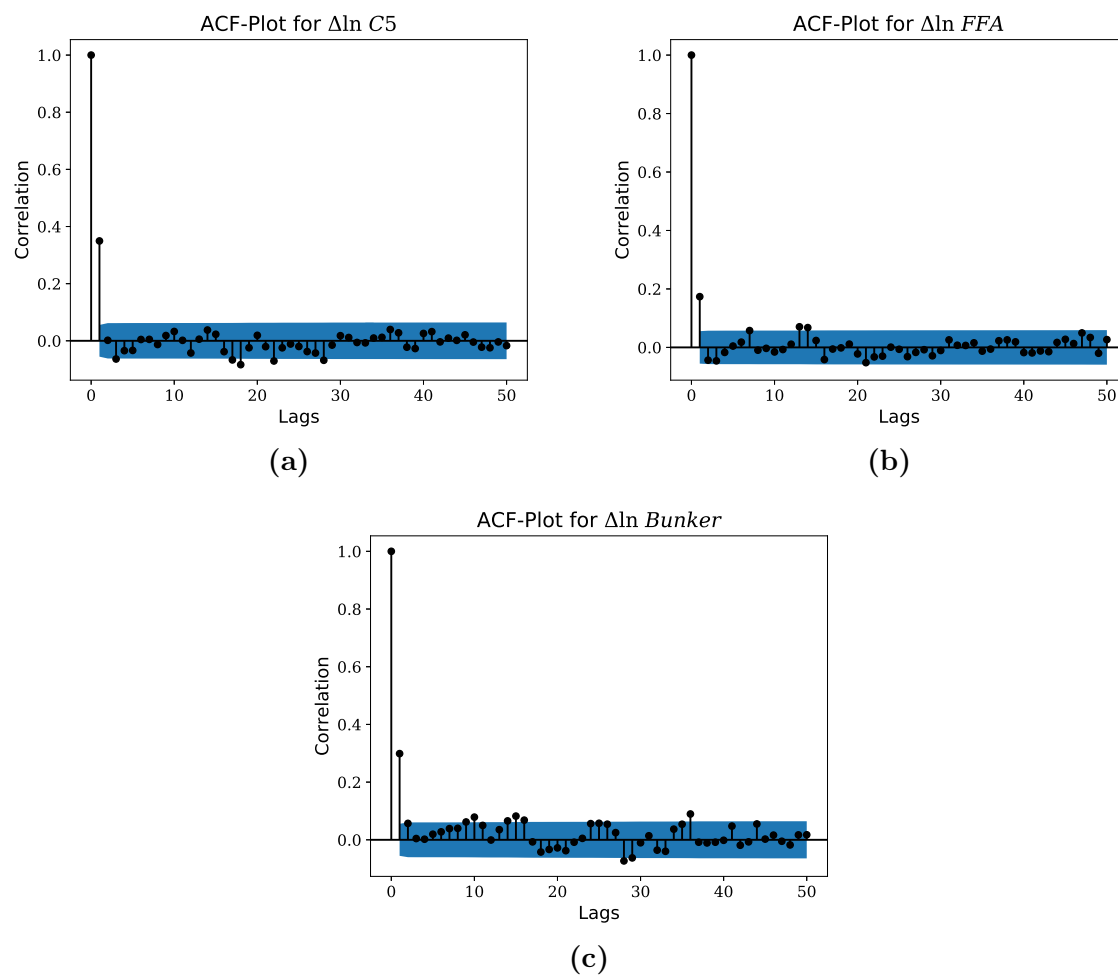 ACF-Plot for Δln C5
1.0
0.8
0.6
0.4
0.2
0.0
Correlation
0 10 20 30 40 50
Lags
(a)
ACF-Plot for Δln FFA
1.0
0.8
0.6
0.4
0.2
0.0
Correlation
0 10 20 30 40 50
Lags
(b)
ACF-Plot for Δln Bunker
1.0
0.8
0.6
0.4
0.2
0.0
Correlation
0 10 20 30 40 50
Lags
(c)